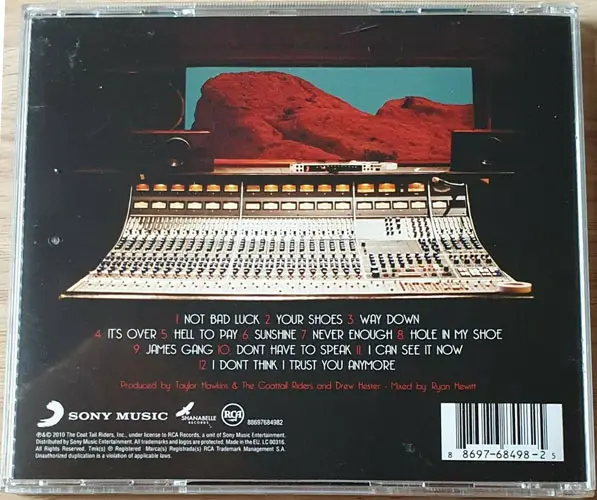 1. NOT BAD LUCK 2. YOUR SHOES 3. WAY DOWN
4. IT'S OVER 5. HELL TO PAY 6. SUNSHINE 7. NEVER ENOUGH 8. HOLE IN MY SHOE
9. JAMES GANG 10. DON'T HAVE TO SPEAK 11. I CAN SEE IT NOW
12 I DON'T THINK I TRUST YOU ANYMORE
Produced by Taylor Hawkins & The Coattail Riders and Drew Hester - Mixed by Ryan Hewitt
SONY MUSIC
SHANABELLE
RECORDS
RCA
88697684982
℗&© 2010 The Coat Tail Riders, Inc., under license to RCA Records, a unit of Sony Music Entertainment.
Distributed by Sony Music Entertainment. All trademarks and logos are protected. Made in the EU. LC 00316.
All Rights Reserved. Tmk(s) ® Registered Marca(s) Registrada(s) RCA Trademark Management S.A.
Unauthorized duplication is a violation of applicable laws.
8 8697-68498-2 5